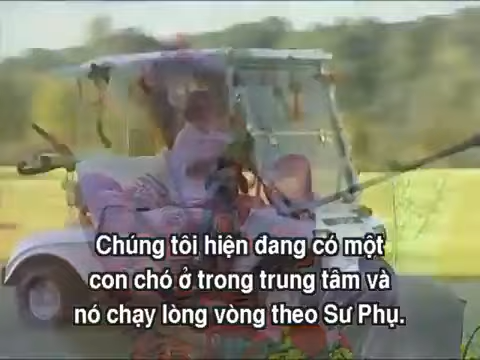 Chúng tôi hiện đang có một
con chó ở trong trung tâm và
nó chạy lòng vòng theo Sư Phụ.